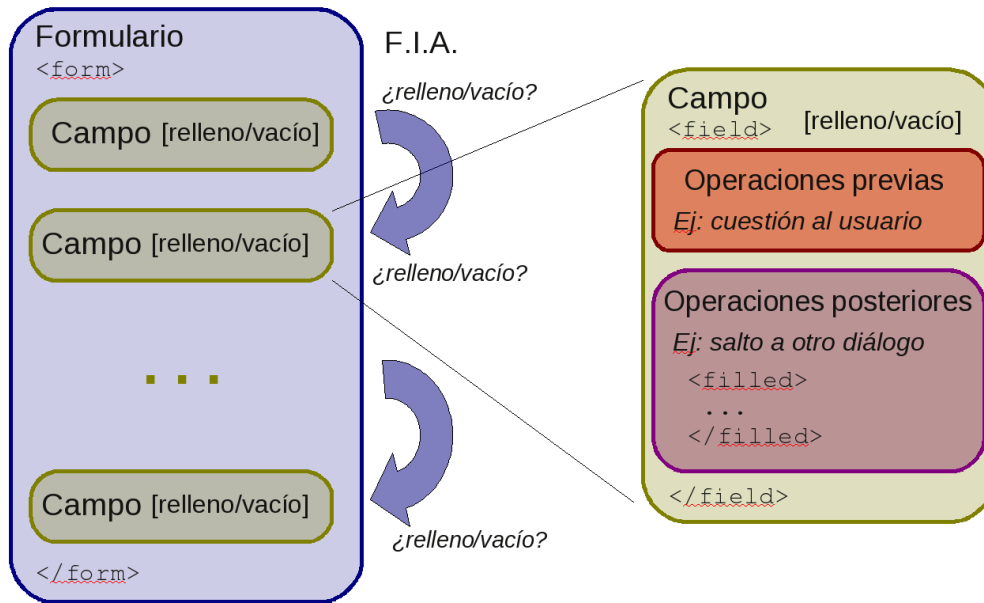 Formulario
<form>
Campo [relleno/vacío]
Campo [relleno/vacío]
...
Campo [relleno/vacío]
</form>
F.I.A.
¿relleno/vacío?
¿relleno/vacío?
¿relleno/vacío?
Campo
<field> [relleno/vacío]
Operaciones previas
Ej: cuestión al usuario
Operaciones posteriores
Ej: salto a otro diálogo
<filled>
...
</filled>
</field>